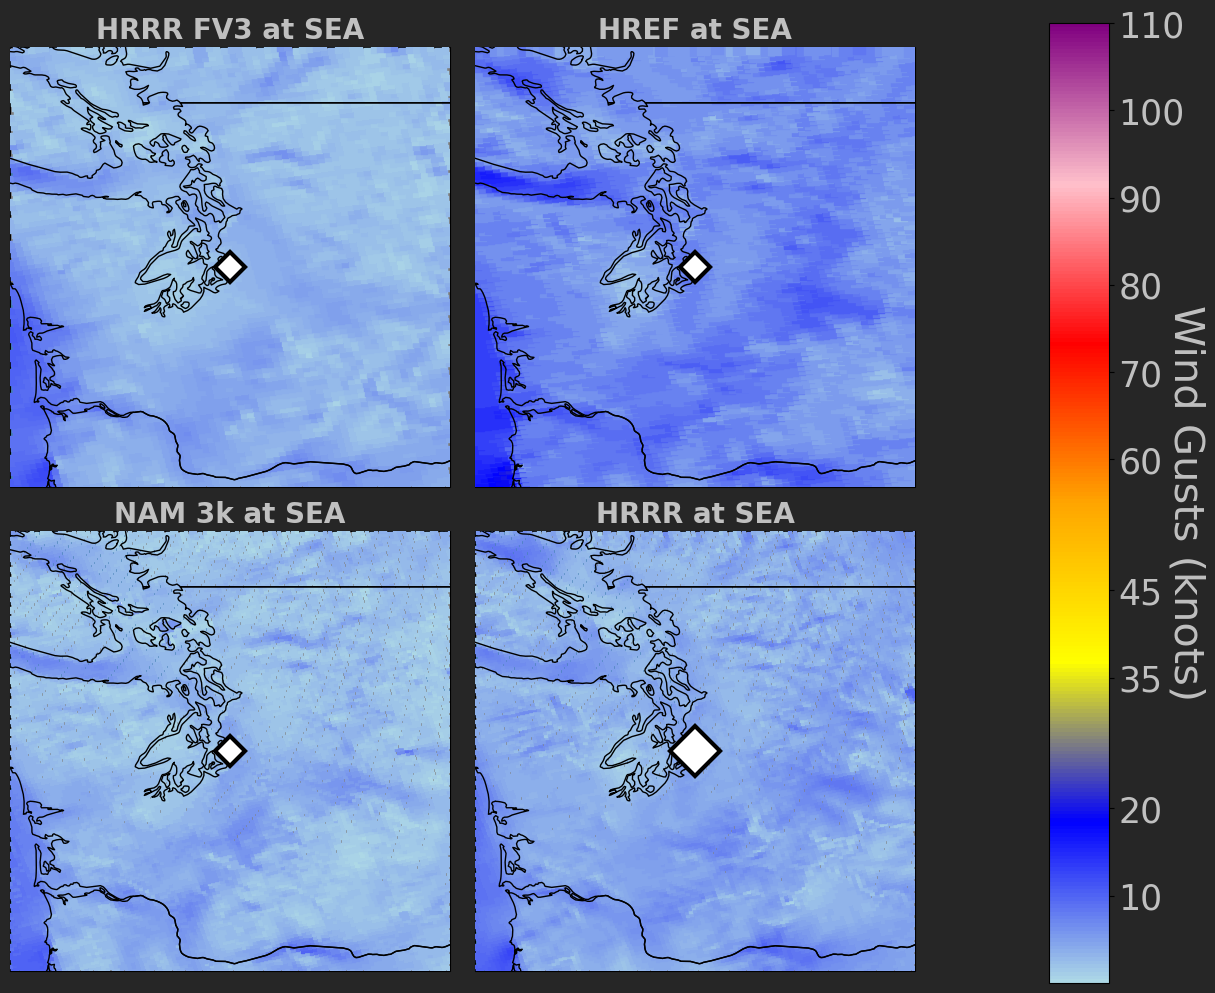 HRRR FV3 at SEA
HREF at SEA
NAM 3k at SEA
HRRR at SEA
110
100
90
80
70
60
45
35
20
10
Wind Gusts (knots)